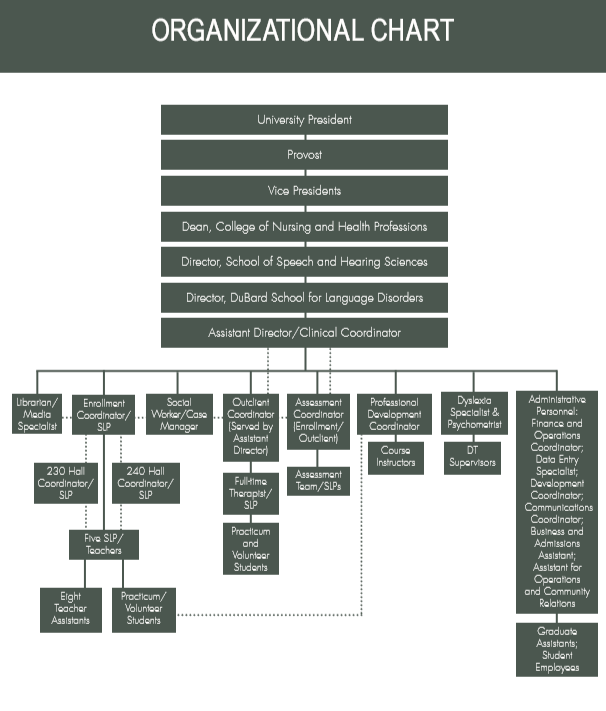 ORGANIZATIONAL CHART
University President
Provost
Vice Presidents
Dean, College of Nursing and Health Professions
Director, School of Speech and Hearing Sciences
Director, DuBard School for Language Disorders
Assistant Director/Clinical Coordinator
Librarian/
Media
Specialist
Enrollment
Coordinator/
SLP
Social
Worker/Case
Manager
Outclient
Coordinator
(Served by
Assistant
Director)
Assessment
Coordinator
(Enrollment/
Outclient)
Professional
Development
Coordinator
Dyslexia
Specialist &
Psychometrist
Administrative
Personnel:
Finance and
Operations
Coordinator;
Data Entry
Specialist;
Development
Coordinator;
Communications
Coordinator;
Business and
Admissions
Assistant;
Assistant for
Operations
and Community
Relations
230 Hall
Coordinator/
SLP
240 Hall
Coordinator/
SLP
Full-time
Therapist/
SLP
Assessment
Team/SLPs
Course
Instructors
DT
Supervisors
Five SLP/
Teachers
Practicum
and
Volunteer
Students
Eight
Teacher
Assistants
Practicum/
Volunteer
Students
Graduate
Assistants;
Student
Employees